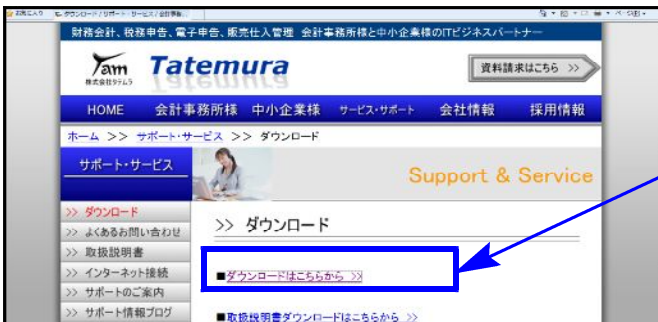 財務会計、税務申告、電子申告、販売仕入管理 会計事務所様と中小企業様のITビジネスパートナー
Tam
株式会社タテムラ
Tatemura
資料請求はこちら >>
HOME 会計事務所様 中小企業様 サービス・サポート 会社情報 採用情報
ホーム >> サポート・サービス >> ダウンロード
サポート・サービス
Support & Service
>> ダウンロード
>> よくあるお問い合わせ
>> 取扱説明書
>> インターネット接続
>> サポートのご案内
>> サポート情報ブログ
>> ダウンロード
■ダウンロードはこちらから >>
■取扱説明書ダウンロードはこちらから >>